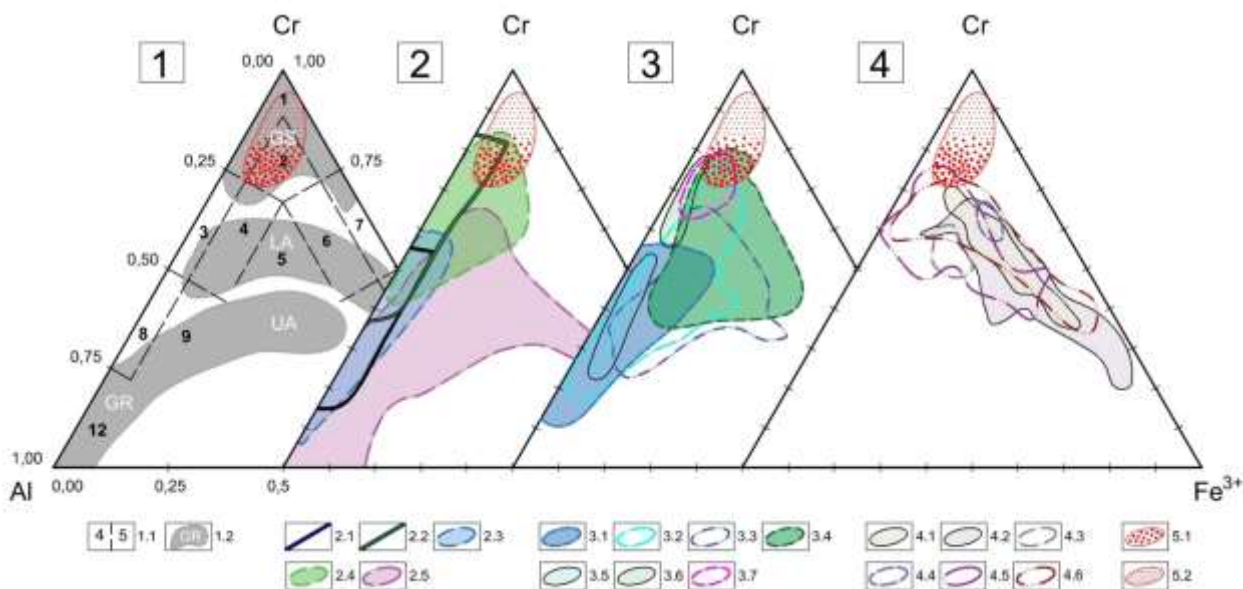 Cr Cr Cr Cr
1 2 3 4
0,00 1,00
1
GS
2
0,25 0,75
3 4 6 7
LA
5
0,50
UA
8 9
0,75
GR
12
1,00
Al 0,00 0,25 0,5 Fe3+
4 5 1.1 GR 1.2 2.1 2.2 2.3 3.1 3.2 3.3 3.4 4.1 4.2 4.3 5.1
2.4 2.5 3.5 3.6 3.7 4.4 4.5 4.6 5.2